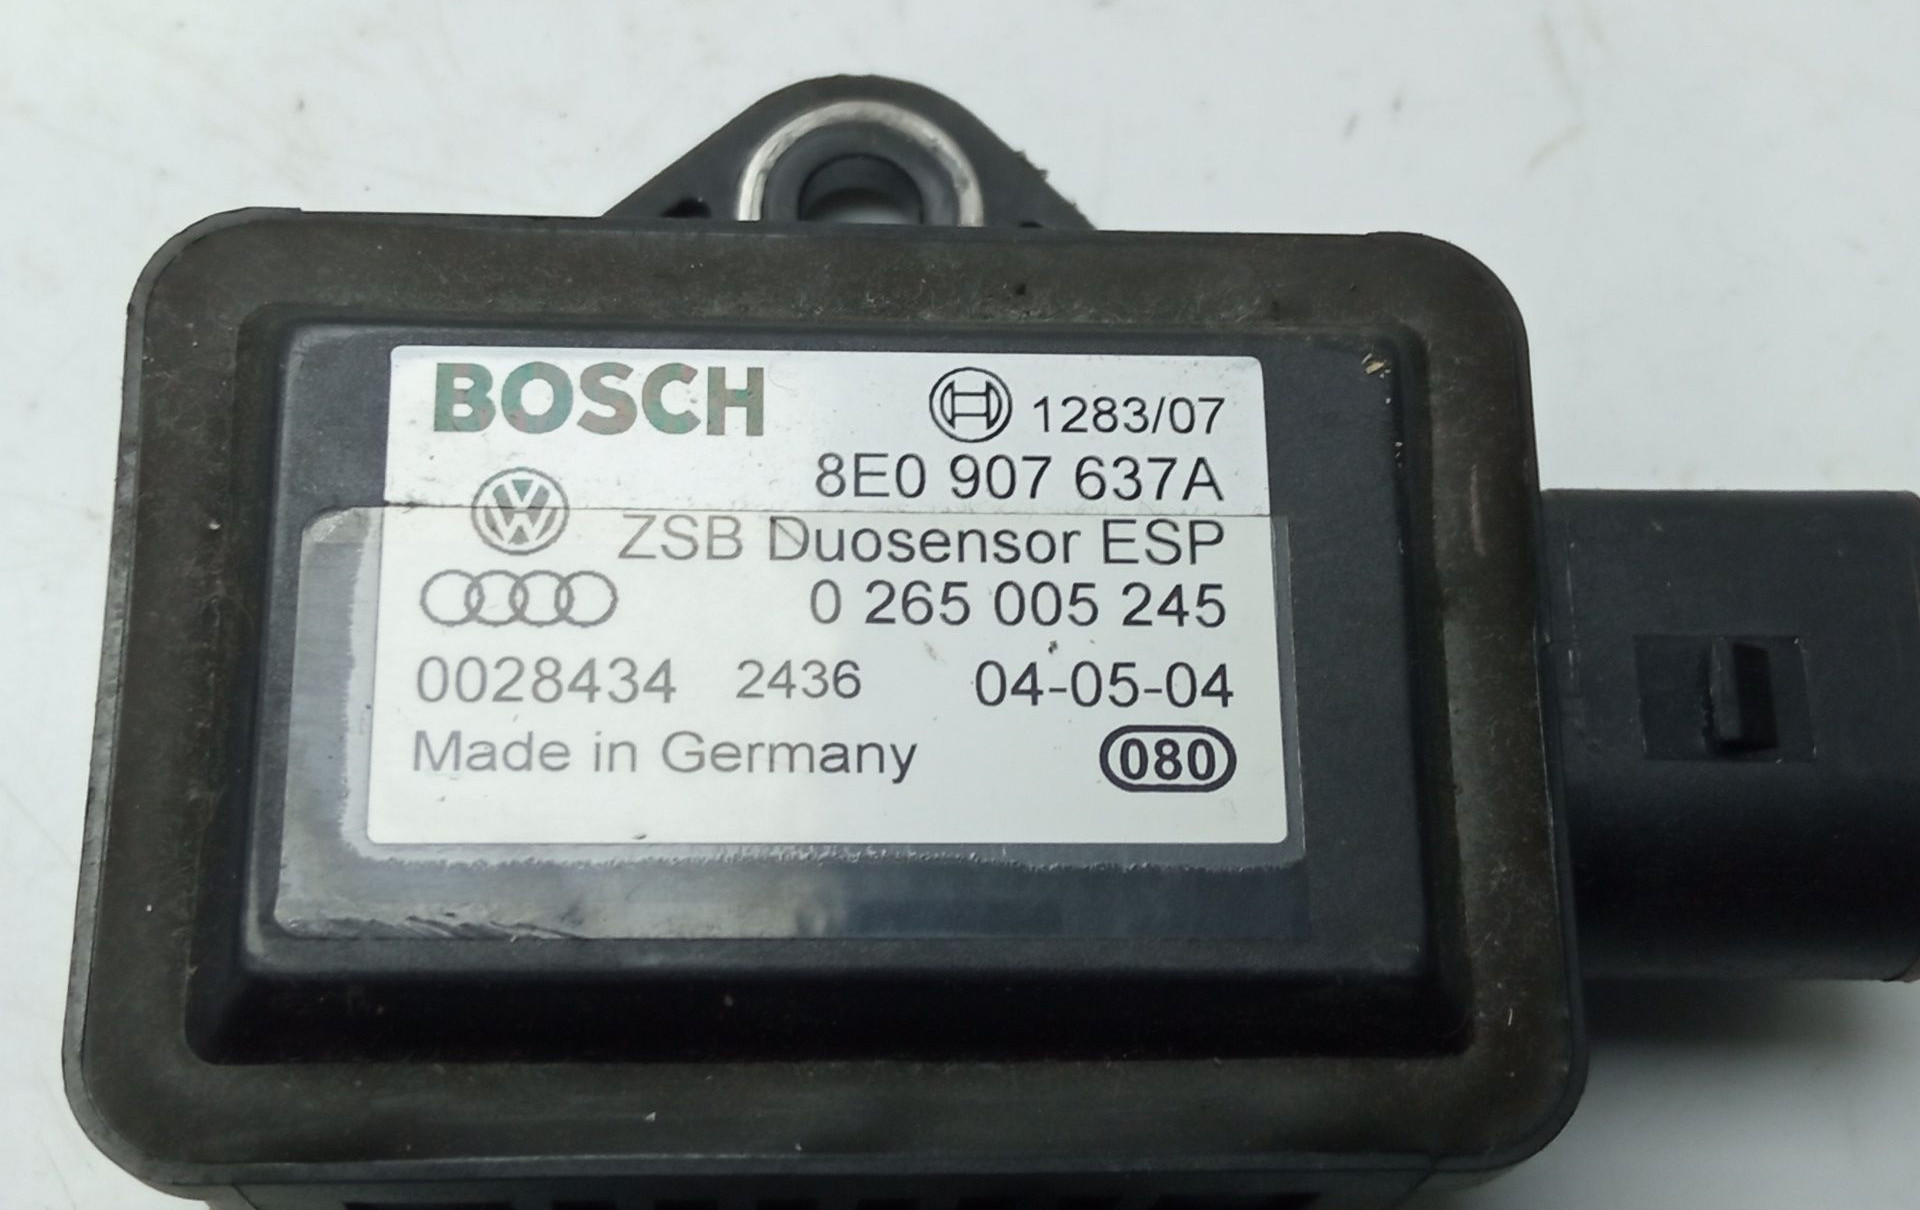 BOSCH 1283/07
8E0 907 637A
ZSB Duosensor ESP
0 265 005 245
0028434 2436 04-05-04
Made in Germany 080